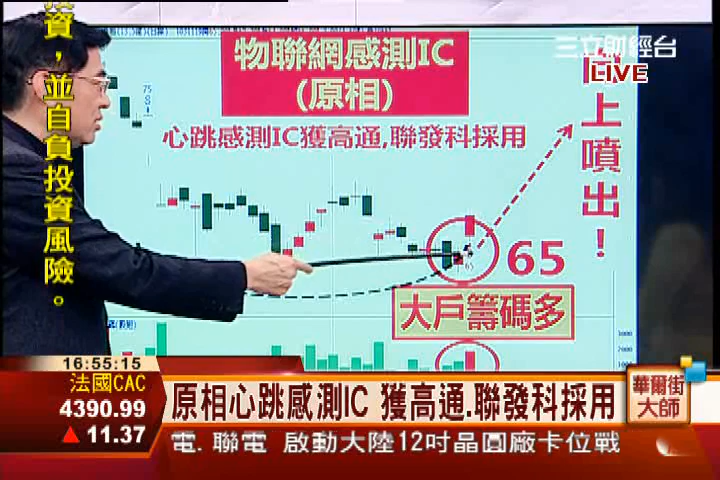 資，並自負投資風險。
物聯網感測IC
(原相)
三立財經台
LIVE
心跳感測IC獲高通,聯發科採用
向上噴出！
75
65
65
大戶籌碼多
3000
2000
1000
16:55:15
法國CAC
4390.99
▲ 11.37
原相心跳感測IC 獲高通.聯發科採用
華爾街
大師
電. 聯電 啟動大陸12吋晶圓廠卡位戰